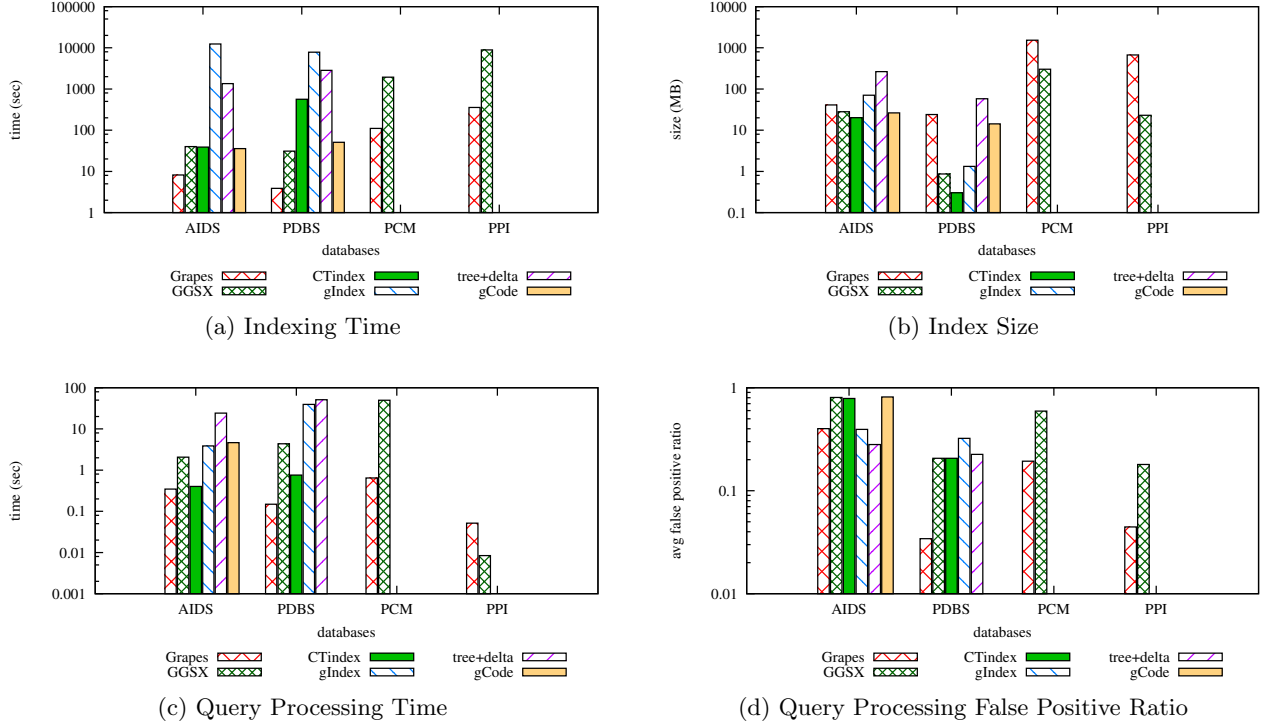 10000
1000
100
10
1
time (sec)
AIDS PDBS PCM PPI
databases
Grapes CTindex tree+delta
GGSX gIndex gCode
(a) Indexing Time
10000
1000
100
10
1
0.1
size (MB)
AIDS PDBS PCM PPI
databases
Grapes CTindex tree+delta
GGSX gIndex gCode
(b) Index Size
100
10
1
0.1
0.01
0.001
time (sec)
AIDS PDBS PCM PPI
databases
Grapes CTindex tree+delta
GGSX gIndex gCode
(c) Query Processing Time
1
0.1
0.01
avg false positive ratio
AIDS PDBS PCM PPI
databases
Grapes CTindex tree+delta
GGSX gIndex gCode
(d) Query Processing False Positive Ratio